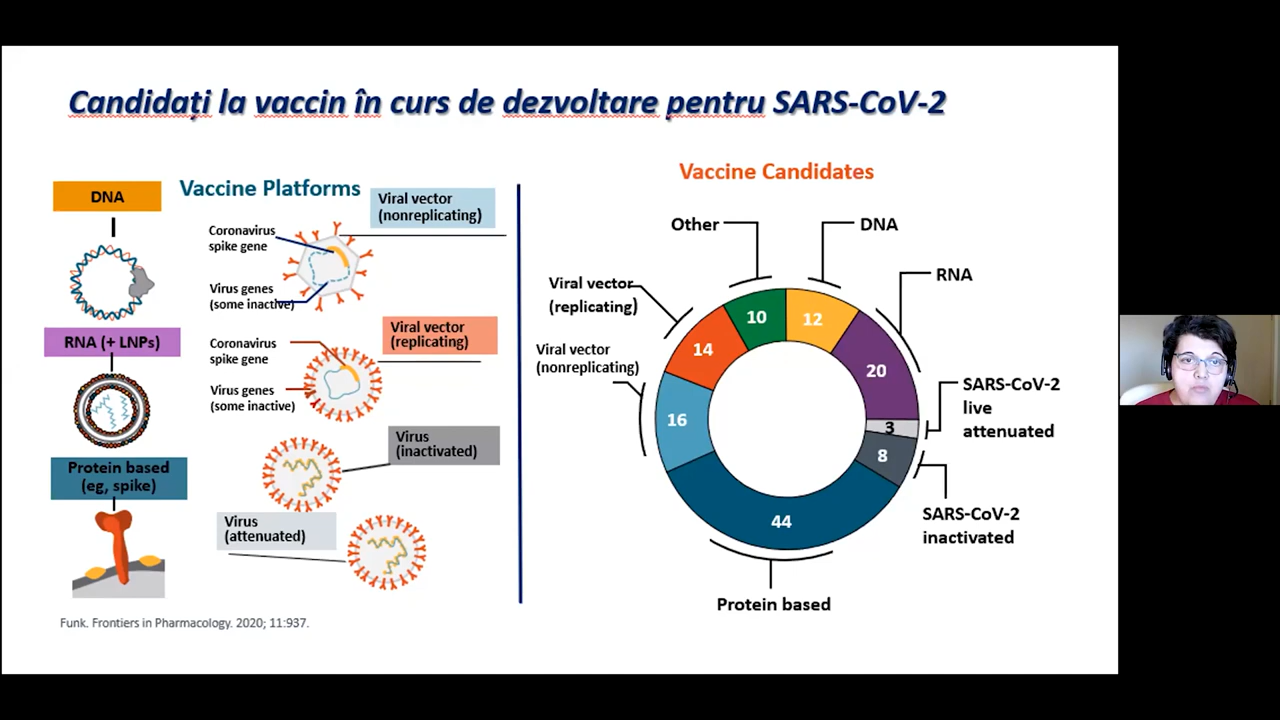 Candidați la vaccin în curs de dezvoltare pentru SARS-CoV-2
Vaccine Platforms
DNA
RNA (+ LNPs)
Protein based
(eg, spike)
Viral vector
(nonreplicating)
Coronavirus
spike gene
Virus genes
(some inactive)
Viral vector
(replicating)
Coronavirus
spike gene
Virus genes
(some inactive)
Virus
(inactivated)
Virus
(attenuated)
Funk. Frontiers in Pharmacology. 2020; 11:937.
Vaccine Candidates
Other
DNA
RNA
Viral vector
(replicating)
Viral vector
(nonreplicating)
SARS-CoV-2
live
attenuated
SARS-CoV-2
inactivated
Protein based
10
12
14
20
16
3
8
44